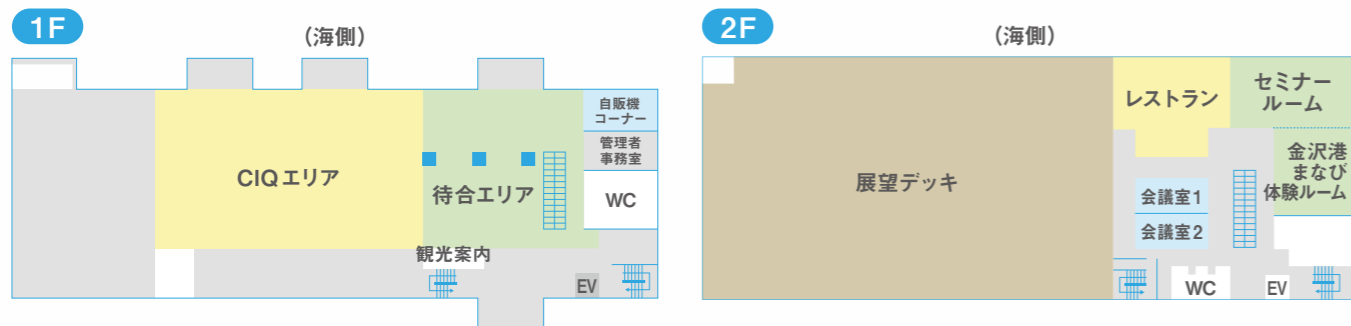 1F
(海側)
自販機
コーナー
管理者
事務室
CIQエリア
待合エリア
WC
観光案内
EV
2F
(海側)
レストラン
セミナー
ルーム
展望デッキ
金沢港
まなび
体験ルーム
会議室1
会議室2
WC
EV